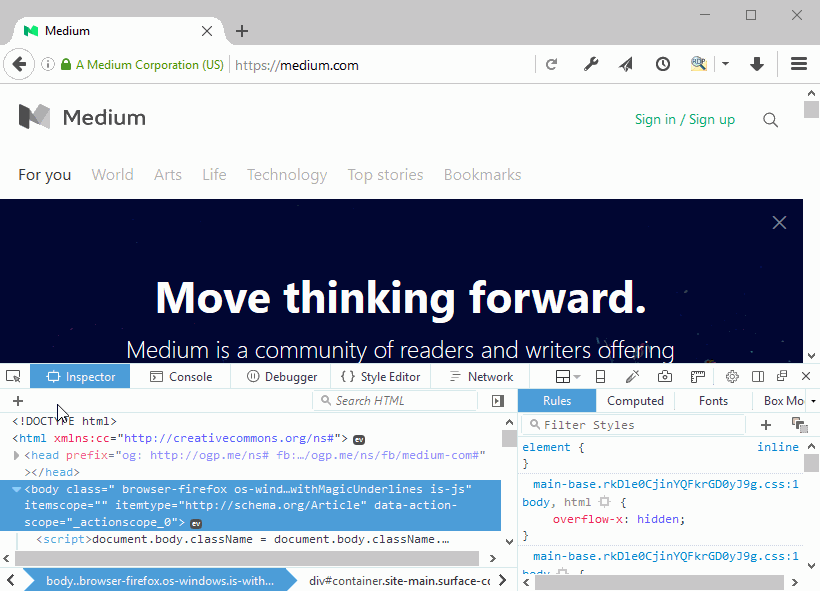 Medium
A Medium Corporation (US) https://medium.com
Medium
Sign in / Sign up
For you World Arts Life Technology Top stories Bookmarks
Move thinking forward.
Medium is a community of readers and writers offering
Inspector Console Debugger { } Style Editor Network
+ Search HTML
Rules Computed Fonts Box Mo
Filter Styles +
<!DOCTYPE html>
<html xmlns:cc="http://creativecommons.org/ns#"> ev
<head prefix="og: http://ogp.me/ns# fb:…/ogp.me/ns/fb/medium-com#"
></head>
<body class=" browser-firefox os-wind…withMagicUnderlines is-js"
itemscope="" itemtype="http://schema.org/Article" data-action-
scope="_actionscope_0"> ev
<script>document.body.className = document.body.className.…
body..browser-firefox.os-windows.is-with… div#container.site-main.surface-co
element { inline
}
main-base.rkDle0CjinYQFkrGD0yJ9g.css:1
body, html {
overflow-x: hidden;
}
main-base.rkDle0CjinYQFkrGD0yJ9g.css:1
body {